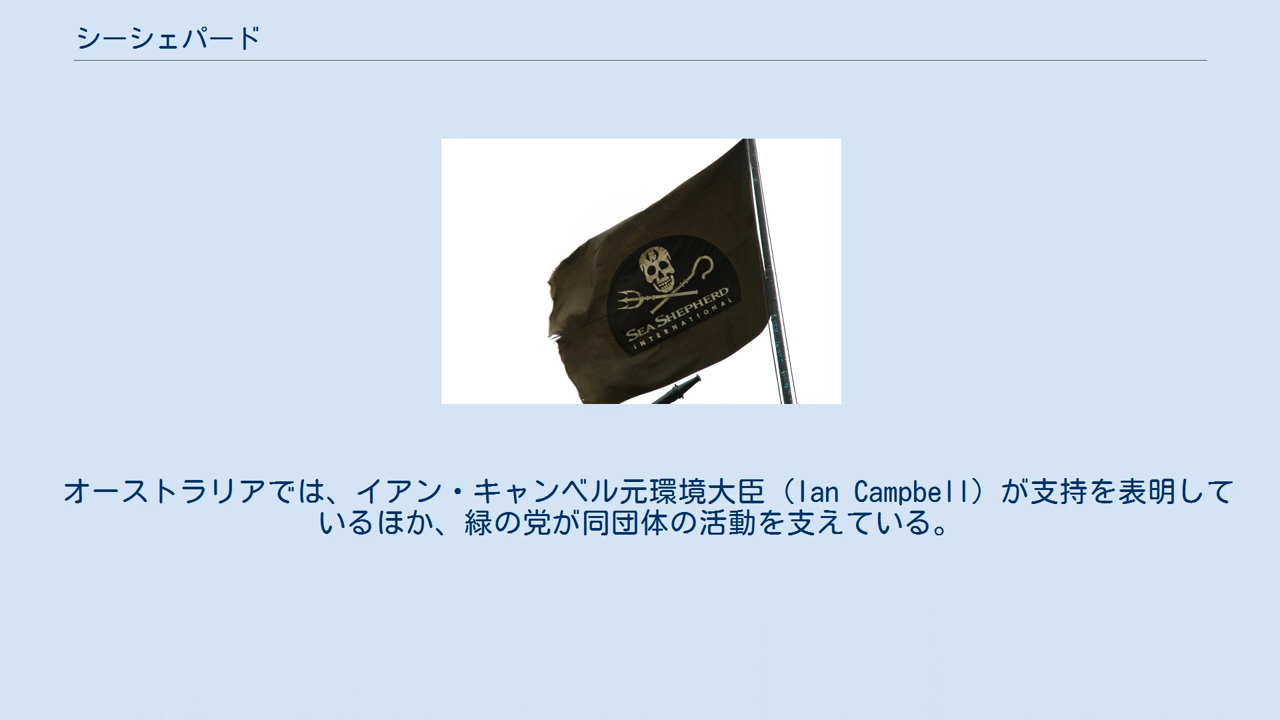 シーシェパード
SEA SHEPHERD
INTERNATIONAL
オーストラリアでは、イアン・キャンベル元環境大臣（Ian Campbell）が支持を表明して
いるほか、緑の党が同団体の活動を支えている。